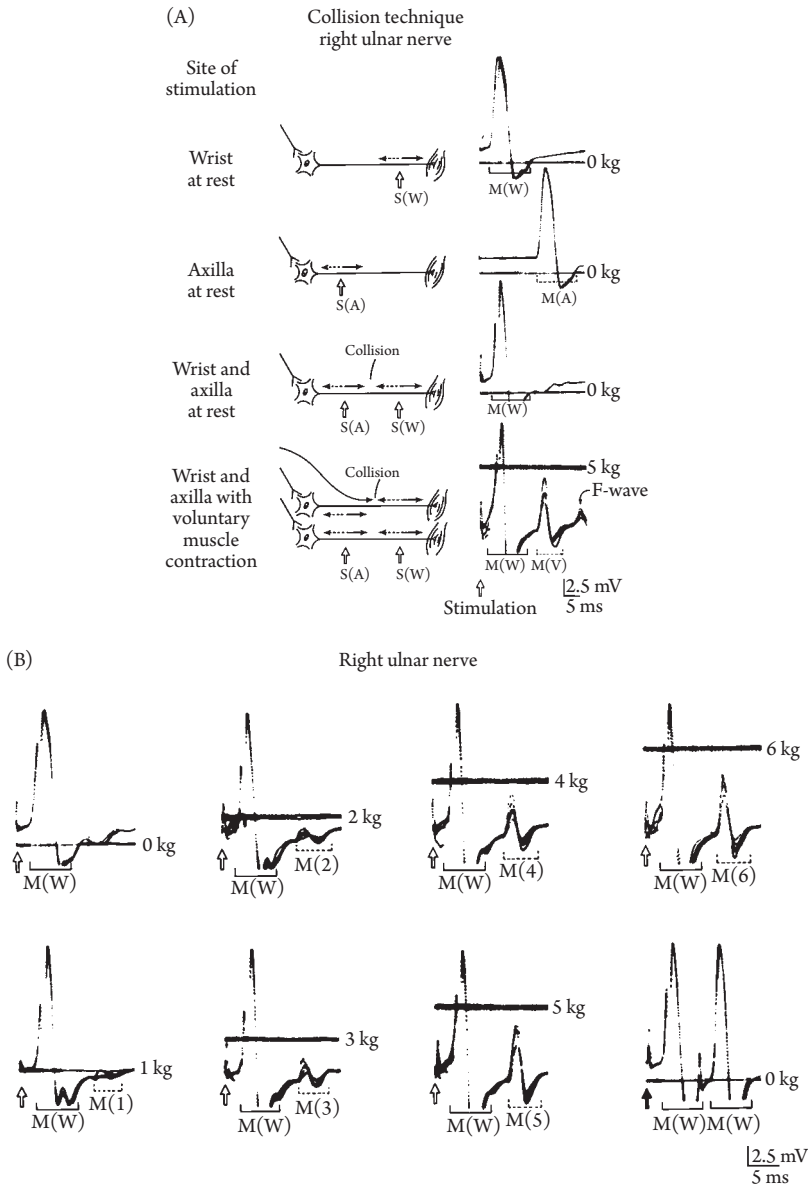 (A)
Collision technique
right ulnar nerve
Site of
stimulation
Wrist
at rest
S(W)
M(W)
0 kg
Axilla
at rest
S(A)
M(A)
0 kg
Wrist and
axilla
at rest
Collision
S(A)
S(W)
M(W)
0 kg
Wrist and
axilla with
voluntary
muscle
contraction
Collision
S(A)
S(W)
5 kg
F-wave
M(W)
M(V)
Stimulation
2.5 mV
5 ms
(B)
Right ulnar nerve
0 kg
M(W)
2 kg
M(W)
M(2)
4 kg
M(W)
M(4)
6 kg
M(W)
M(6)
1 kg
M(W)
M(1)
3 kg
M(W)
M(3)
5 kg
M(W)
M(5)
0 kg
M(W)
M(W)
2.5 mV
5 ms